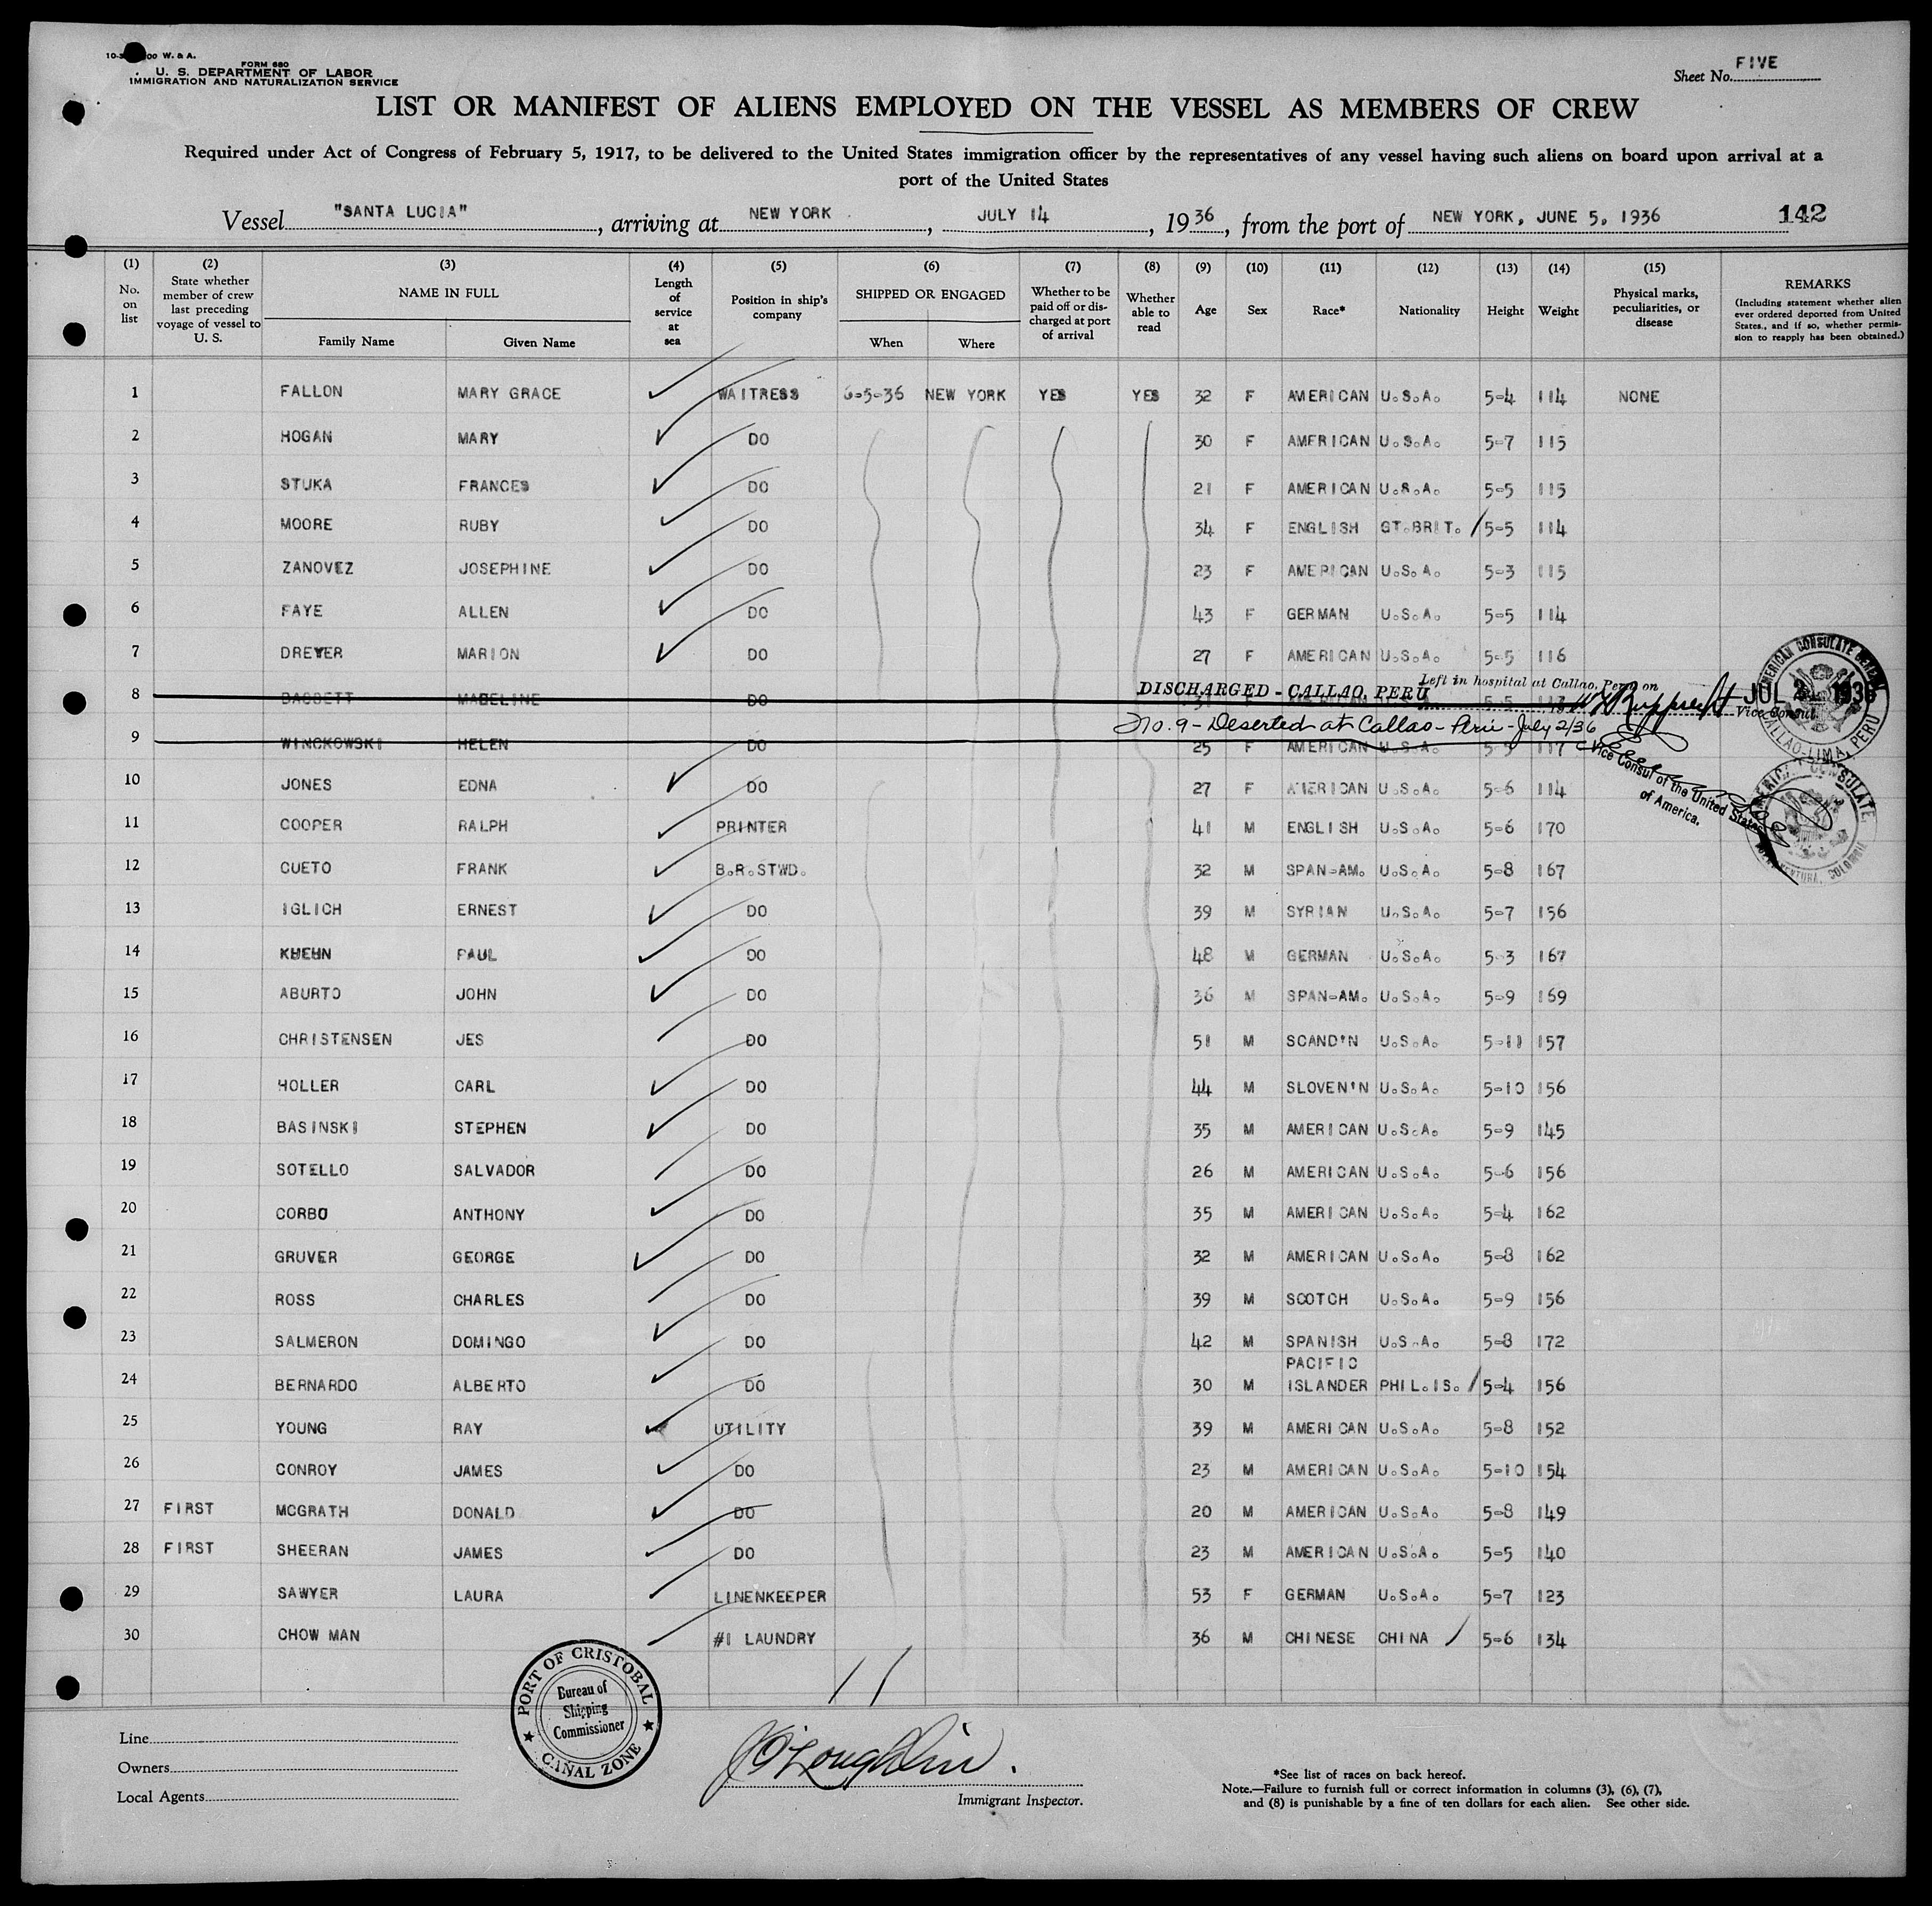 FORM 680
U. S. DEPARTMENT OF LABOR
IMMIGRATION AND NATURALIZATION SERVICE
Sheet No. FIVE
LIST OR MANIFEST OF ALIENS EMPLOYED ON THE VESSEL AS MEMBERS OF CREW
Required under Act of Congress of February 5, 1917, to be delivered to the United States immigration officer by the representatives of any vessel having such aliens on board upon arrival at a
port of the United States
Vessel "SANTA LUCIA", arriving at NEW YORK, JULY 14, 1936, from the port of NEW YORK, JUNE 5, 1936 142
(1) No. on list (2) State whether member of crew last preceding voyage of vessel to U. S. (3) NAME IN FULL Family Name Given Name (4) Length of service at sea (5) Position in ship's company (6) SHIPPED OR ENGAGED When Where (7) Whether to be paid off or discharged at port of arrival (8) Whether able to read (9) Age (10) Sex (11) Race* (12) Nationality (13) Height (14) Weight (15) Physical marks, peculiarities, or disease REMARKS (Including statement whether alien ever ordered deported from United States, and if so, whether permission to reapply has been obtained.)
1 FALLON MARY GRACE WAITRESS 6-5-36 NEW YORK YES YES 32 F AMERICAN U.S.A. 5-4 114 NONE
2 HOGAN MARY DO 30 F AMERICAN U.S.A. 5-7 115
3 STUKA FRANCES DO 21 F AMERICAN U.S.A. 5-5 115
4 MOORE RUBY DO 34 F ENGLISH GT.BRIT. / 5-5 114
5 ZANOVEZ JOSEPHINE DO 23 F AMERICAN U.S.A. 5-3 115
6 FAYE ALLEN DO 43 F GERMAN U.S.A. 5-5 114
7 DREYER MARION DO 27 F AMERICAN U.S.A. 5-5 116
Left in hospital at Callao, Peru on
8 BASSETT MADELINE DO 31 F DISCHARGED - CALLAO, PERU 5-5 Vice Consul JUL 2 1936
No. 9 - Deserted at Callao - Peru - July 2/36
9 WINCKOWSKI HELEN DO 25 F AMERICAN U.S.A. 5-5 117
Vice Consul of the United States of America.
AMERICAN CONSULATE GENERAL CALLAO-LIMA, PERU
AMERICAN CONSULATE BUENAVENTURA, COLOMBIA
10 JONES EDNA DO 27 F AMERICAN U.S.A. 5-6 114
11 COOPER RALPH PRINTER 41 M ENGLISH U.S.A. 5-6 170
12 CUETO FRANK B.R.STWD. 32 M SPAN-AM. U.S.A. 5-8 167
13 IGLICH ERNEST DO 39 M SYRIAN U.S.A. 5-7 156
14 KUEHN PAUL DO 48 M GERMAN U.S.A. 5-3 167
15 ABURTO JOHN DO 36 M SPAN-AM. U.S.A. 5-9 169
16 CHRISTENSEN JES DO 51 M SCAND'N U.S.A. 5-11 157
17 HOLLER CARL DO 44 M SLOVEN'N U.S.A. 5-10 156
18 BASINSKI STEPHEN DO 35 M AMERICAN U.S.A. 5-9 145
19 SOTELLO SALVADOR DO 26 M AMERICAN U.S.A. 5-6 156
20 CORBO ANTHONY DO 35 M AMERICAN U.S.A. 5-4 162
21 GRUVER GEORGE DO 32 M AMERICAN U.S.A. 5-8 162
22 ROSS CHARLES DO 39 M SCOTCH U.S.A. 5-9 156
23 SALMERON DOMINGO DO 42 M SPANISH U.S.A. 5-8 172
24 BERNARDO ALBERTO DO 30 M PACIFIC ISLANDER PHIL.IS. / 5-4 156
25 YOUNG RAY UTILITY 39 M AMERICAN U.S.A. 5-8 152
26 CONROY JAMES DO 23 M AMERICAN U.S.A. 5-10 154
27 FIRST MCGRATH DONALD DO 20 M AMERICAN U.S.A. 5-8 149
28 FIRST SHEERAN JAMES DO 23 M AMERICAN U.S.A. 5-5 140
29 SAWYER LAURA LINENKEEPER 53 F GERMAN U.S.A. 5-7 123
30 CHOW MAN #1 LAUNDRY 36 M CHINESE CHINA / 5-6 134
PORT OF CRISTOBAL
Bureau of
Shipping
Commissioner
CANAL ZONE
Line
Owners
Local Agents
J O'Loughlin.
Immigrant Inspector.
*See list of races on back hereof.
Note.—Failure to furnish full or correct information in columns (3), (6), (7),
and (8) is punishable by a fine of ten dollars for each alien. See other side.